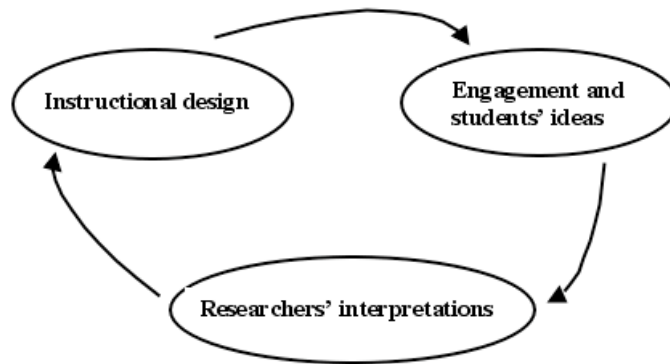 Instructional design
Engagement and
students’ ideas
Researchers’ interpretations